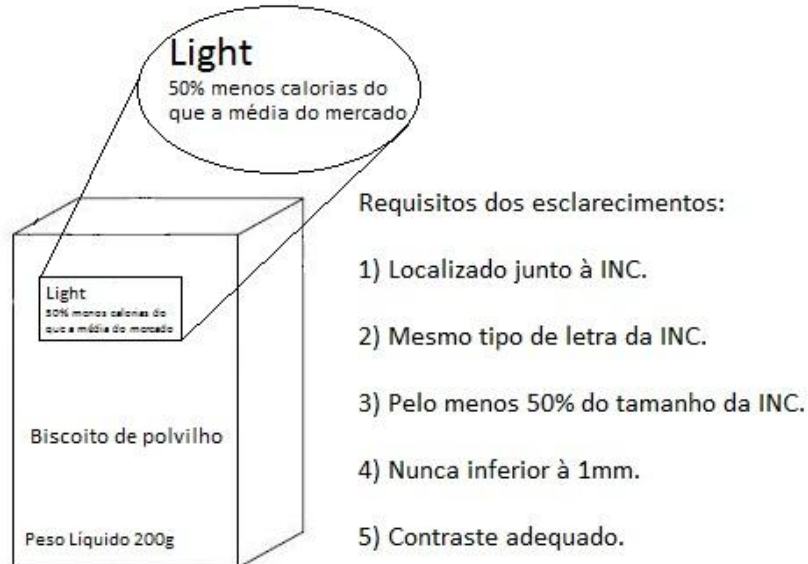 Light
50% menos calorias do
que a média do mercado
Requisitos dos esclarecimentos:
1) Localizado junto à INC.
Light
50% menos calorias do
que a média do mercado
2) Mesmo tipo de letra da INC.
3) Pelo menos 50% do tamanho da INC.
Biscoito de polvilho
4) Nunca inferior à 1mm.
Peso Líquido 200g
5) Contraste adequado.